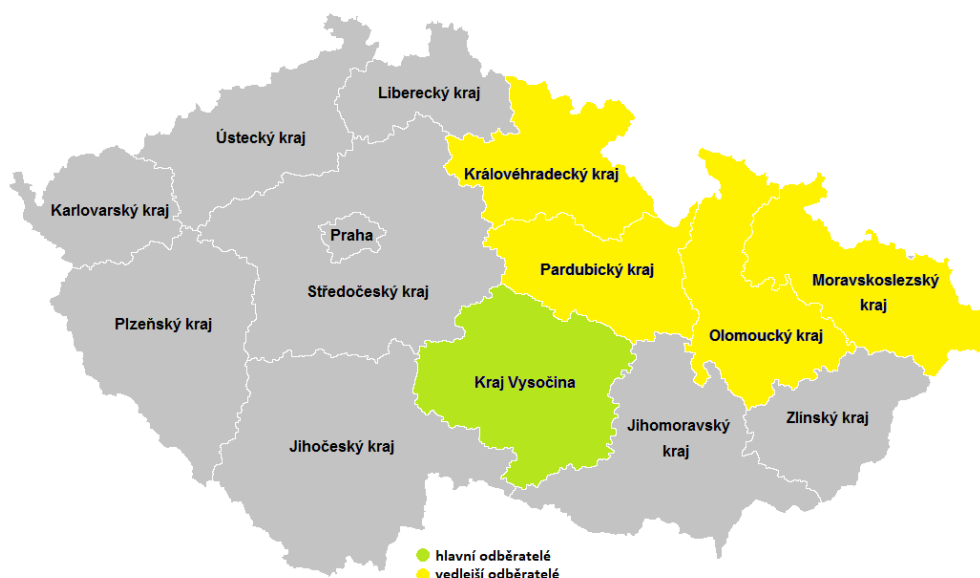 Liberecký kraj
Ústecký kraj
Královéhradecký kraj
Karlovarský kraj
Praha
Pardubický kraj
Středočeský kraj
Moravskoslezský
kraj
Plzeňský kraj
Olomoucký kraj
Kraj Vysočina
Zlínský kraj
Jihomoravský
kraj
Jihočeský kraj
hlavní odběratelé
vedlejší odběratelé